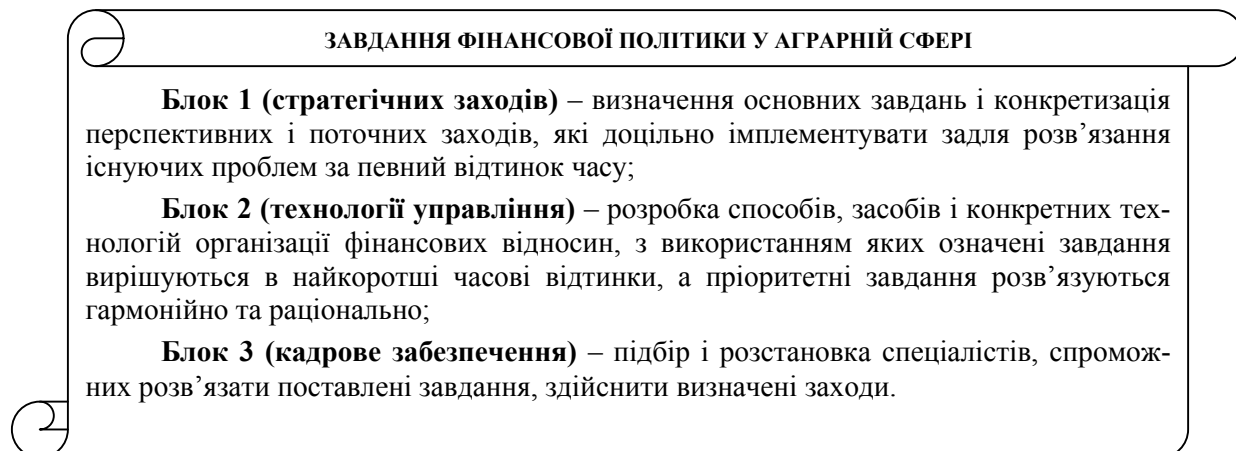 ЗАВДАННЯ ФІНАНСОВОЇ ПОЛІТИКИ У АГРАРНІЙ СФЕРІ
Блок 1 (стратегічних заходів) – визначення основних завдань і конкретизація
перспективних і поточних заходів, які доцільно імплементувати задля розв’язання
існуючих проблем за певний відтинок часу;
Блок 2 (технології управління) – розробка способів, засобів і конкретних тех-
нологій організації фінансових відносин, з використанням яких означені завдання
вирішуються в найкоротші часові відтинки, а пріоритетні завдання розв’язуються
гармонійно та раціонально;
Блок 3 (кадрове забезпечення) – підбір і розстановка спеціалістів, спромож-
них розв’язати поставлені завдання, здійснити визначені заходи.